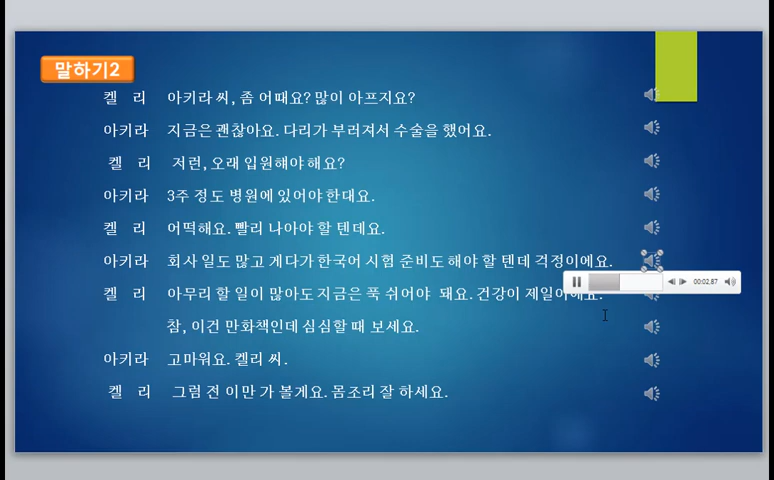 말하기2
켈 리 아키라 씨, 좀 어때요? 많이 아프지요?
아키라 지금은 괜찮아요. 다리가 부러져서 수술을 했어요.
켈 리 저런, 오래 입원해야 해요?
아키라 3주 정도 병원에 있어야 한대요.
켈 리 어떡해요. 빨리 나아야 할 텐데요.
아키라 회사 일도 많고 게다가 한국어 시험 준비도 해야 할 텐데 걱정이에요.
00:02.87
켈 리 아무리 할 일이 많아도 지금은 푹 쉬어야 돼요. 건강이 제일이에요.
참, 이건 만화책인데 심심할 때 보세요.
아키라 고마워요. 켈리 씨.
켈 리 그럼 전 이만 가 볼게요. 몸조리 잘 하세요.